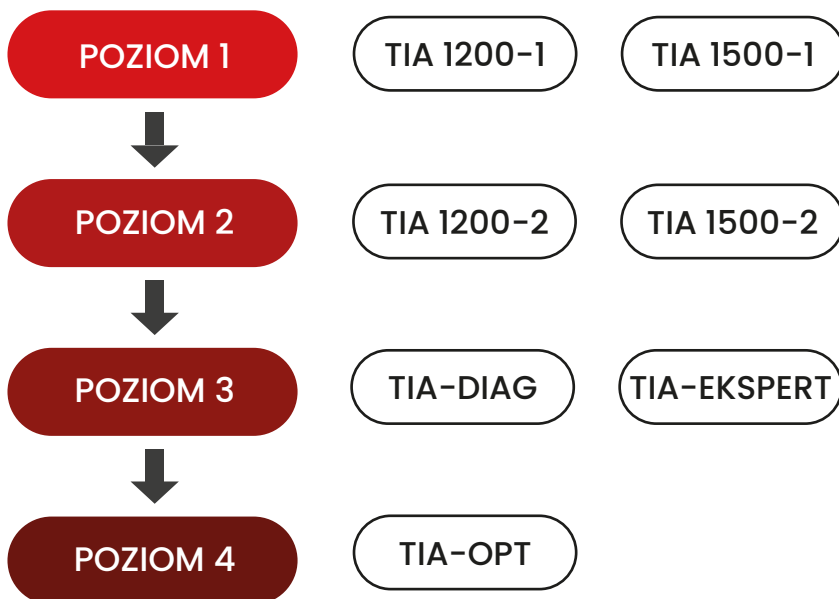 POZIOM 1
TIA 1200-1
TIA 1500-1
POZIOM 2
TIA 1200-2
TIA 1500-2
POZIOM 3
TIA-DIAG
TIA-EKSPERT
POZIOM 4
TIA-OPT